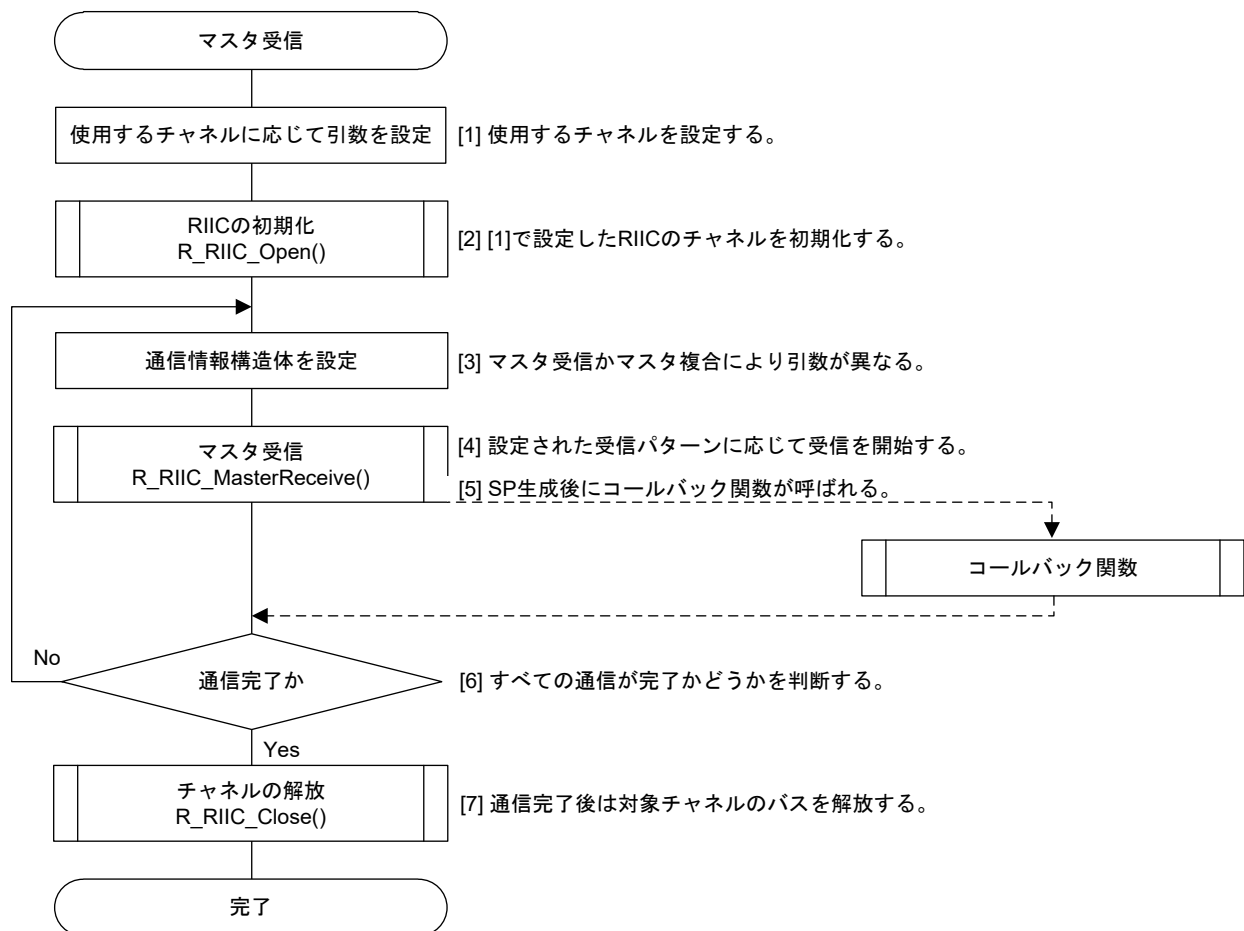 マスタ受信
使用するチャネルに応じて引数を設定
[1] 使用するチャネルを設定する。
RIICの初期化
R_RIIC_Open()
[2] [1]で設定したRIICのチャネルを初期化する。
通信情報構造体を設定
[3] マスタ受信かマスタ複合により引数が異なる。
マスタ受信
R_RIIC_MasterReceive()
[4] 設定された受信パターンに応じて受信を開始する。
[5] SP生成後にコールバック関数が呼ばれる。
コールバック関数
No
通信完了か
[6] すべての通信が完了かどうかを判断する。
Yes
チャネルの解放
R_RIIC_Close()
[7] 通信完了後は対象チャネルのバスを解放する。
完了